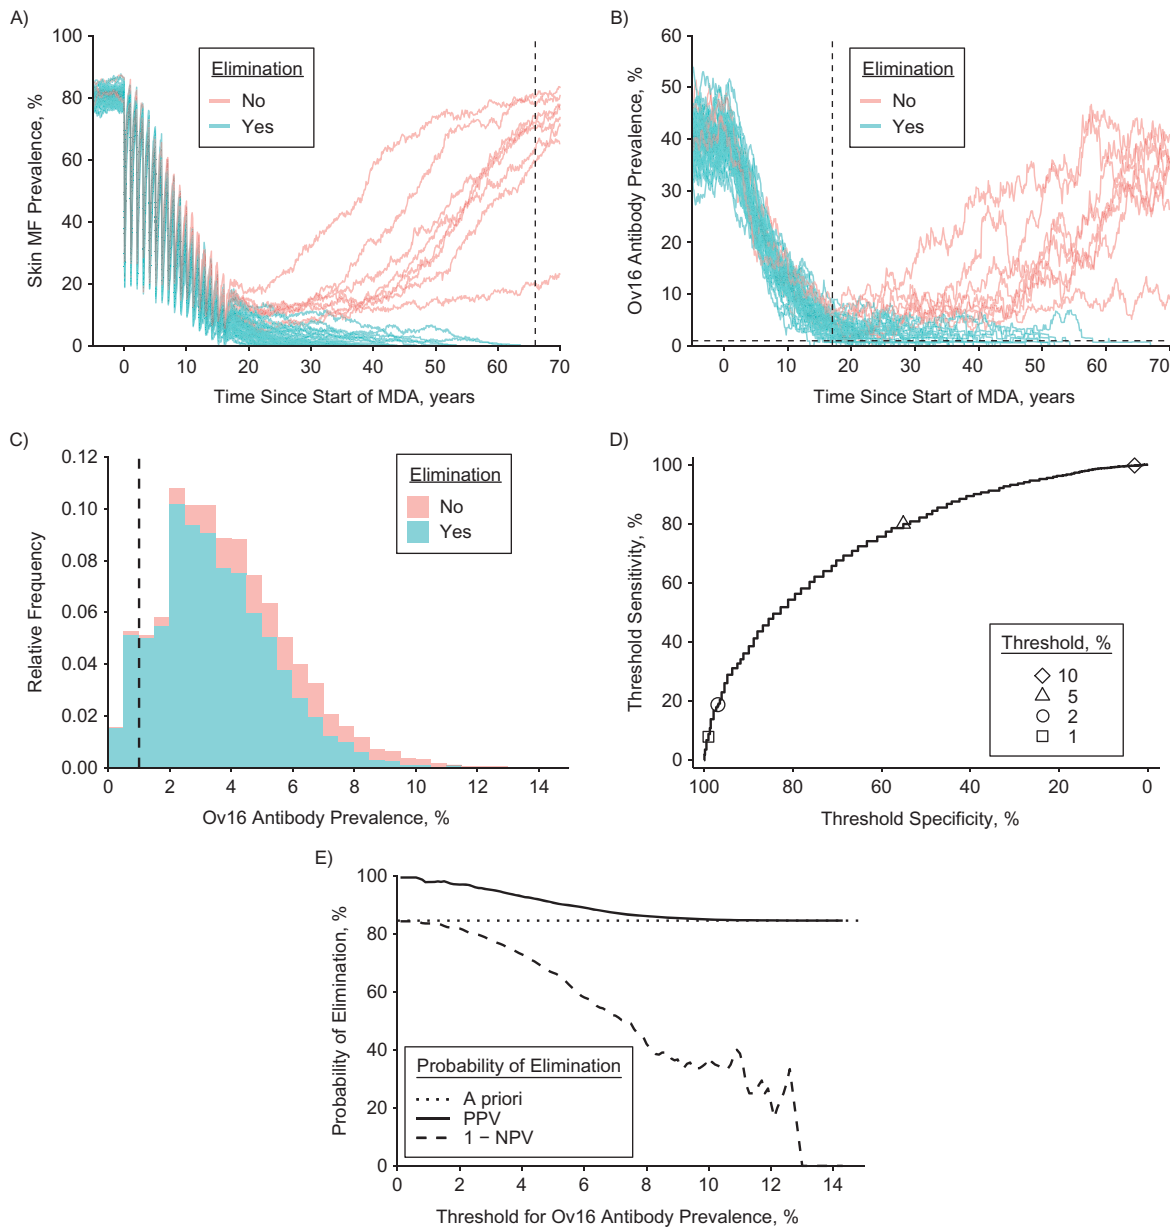 A)
Skin MF Prevalence, %
100
80
60
40
20
0
Elimination
No
Yes
0 10 20 30 40 50 60 70
Time Since Start of MDA, years
B)
Ov16 Antibody Prevalence, %
60
50
40
30
20
10
0
Elimination
No
Yes
0 10 20 30 40 50 60 70
Time Since Start of MDA, years
C)
Relative Frequency
0.12
0.10
0.08
0.06
0.04
0.02
0.00
Elimination
No
Yes
0 2 4 6 8 10 12 14
Ov16 Antibody Prevalence, %
D)
Threshold Sensitivity, %
100
80
60
40
20
0
Threshold, %
10
5
2
1
100 80 60 40 20 0
Threshold Specificity, %
E)
Probability of Elimination, %
100
80
60
40
20
0
Probability of Elimination
A priori
PPV
1 − NPV
0 2 4 6 8 10 12 14
Threshold for Ov16 Antibody Prevalence, %